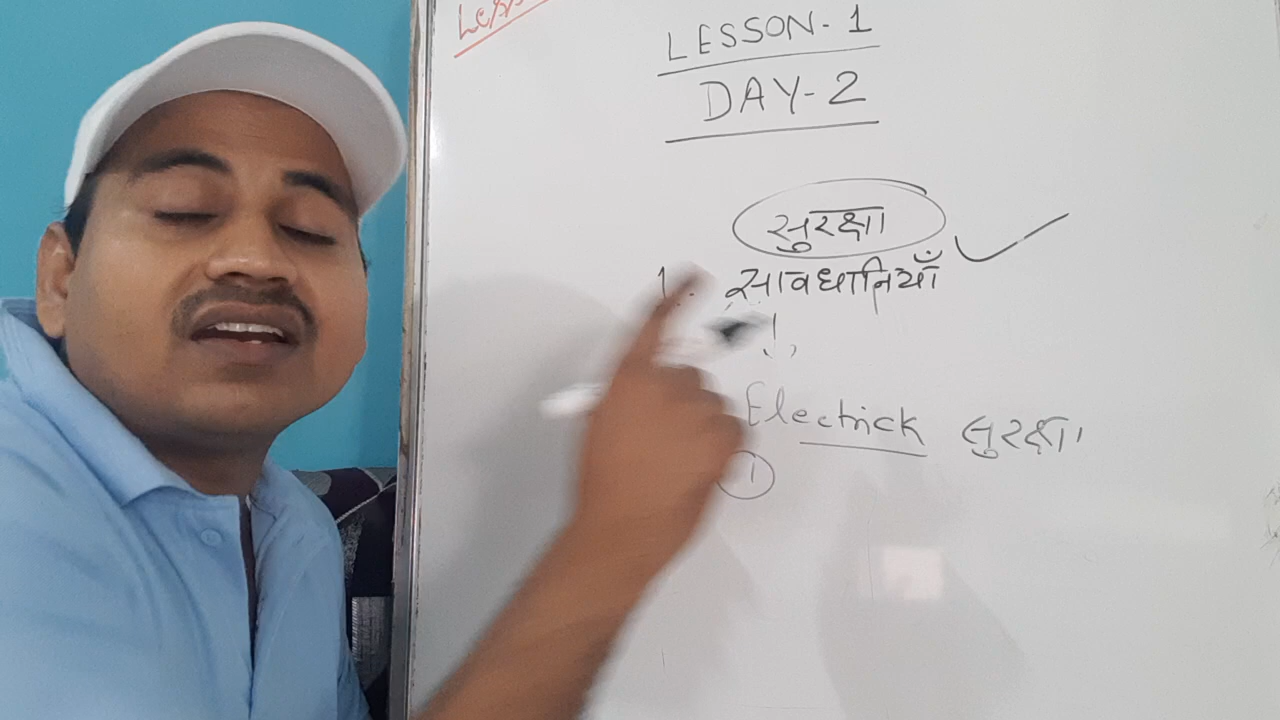 LESSON-1
DAY-2
सुरक्षा
1. सावधानियाँ
Electrick सुरक्षा
1